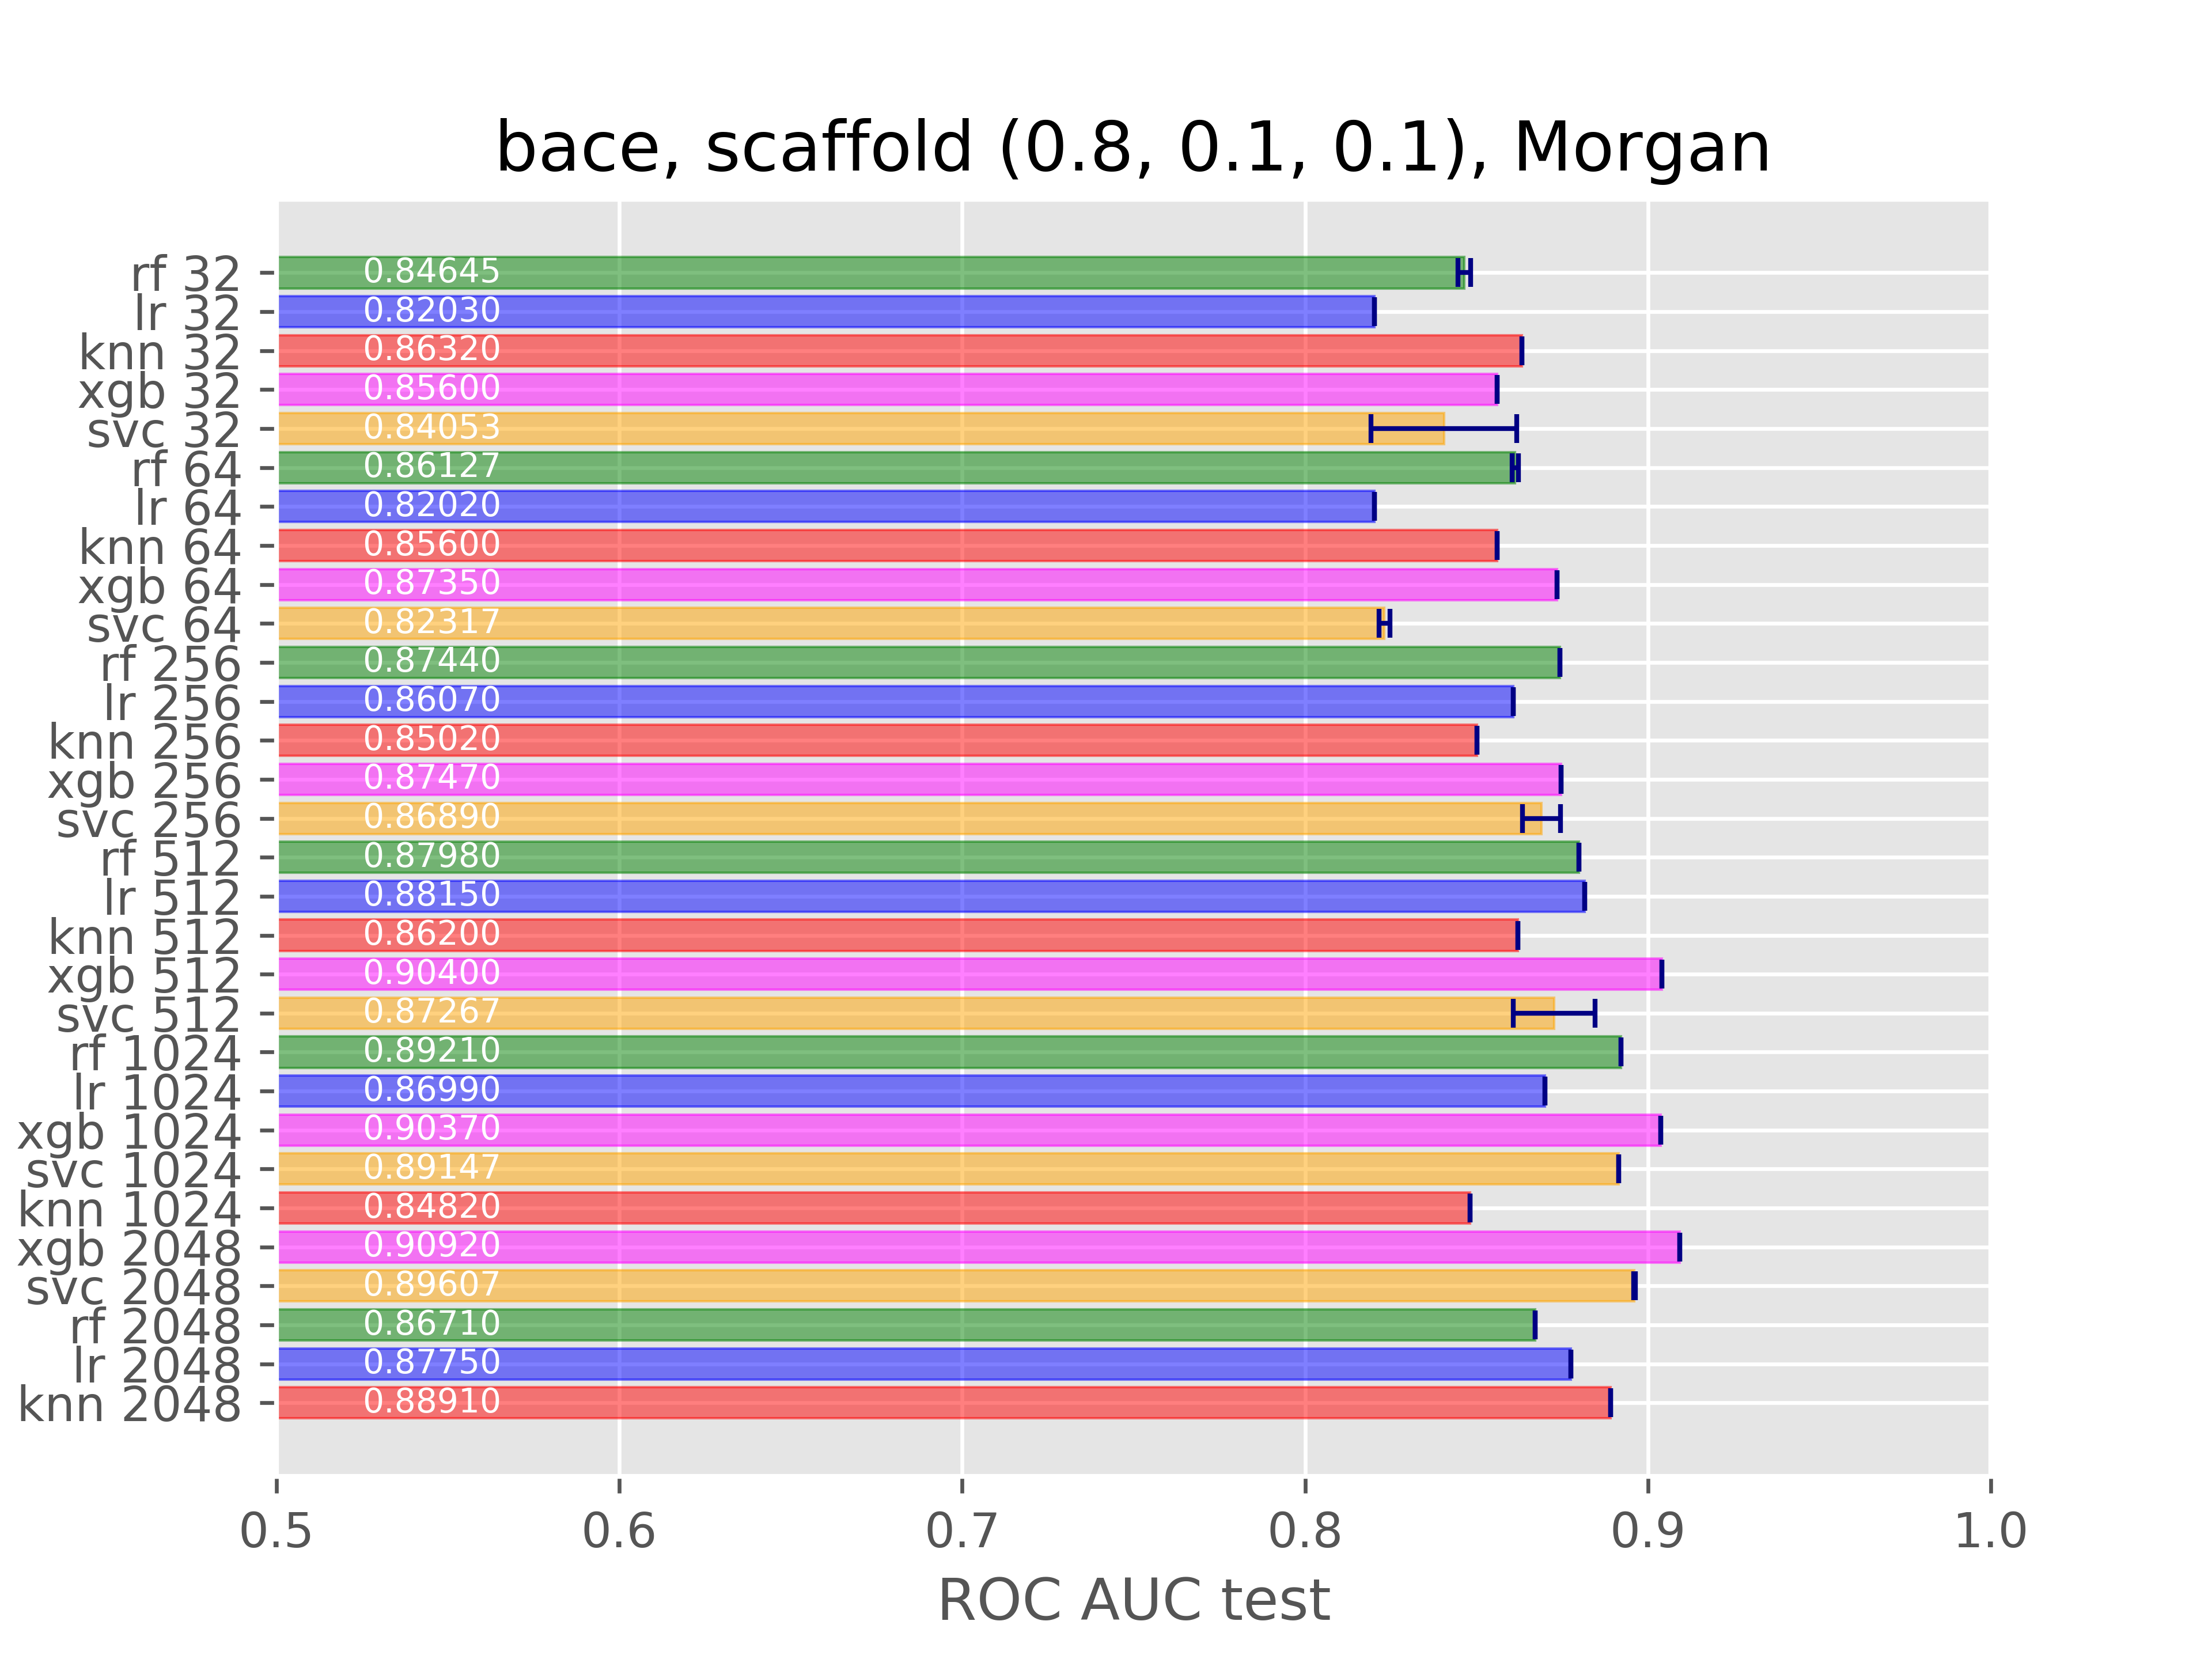 bace, scaffold (0.8, 0.1, 0.1), Morgan
rf 32 0.84645
lr 32 0.82030
knn 32 0.86320
xgb 32 0.85600
svc 32 0.84053
rf 64 0.86127
lr 64 0.82020
knn 64 0.85600
xgb 64 0.87350
svc 64 0.82317
rf 256 0.87440
lr 256 0.86070
knn 256 0.85020
xgb 256 0.87470
svc 256 0.86890
rf 512 0.87980
lr 512 0.88150
knn 512 0.86200
xgb 512 0.90400
svc 512 0.87267
rf 1024 0.89210
lr 1024 0.86990
xgb 1024 0.90370
svc 1024 0.89147
knn 1024 0.84820
xgb 2048 0.90920
svc 2048 0.89607
rf 2048 0.86710
lr 2048 0.87750
knn 2048 0.88910
0.5 0.6 0.7 0.8 0.9 1.0
ROC AUC test